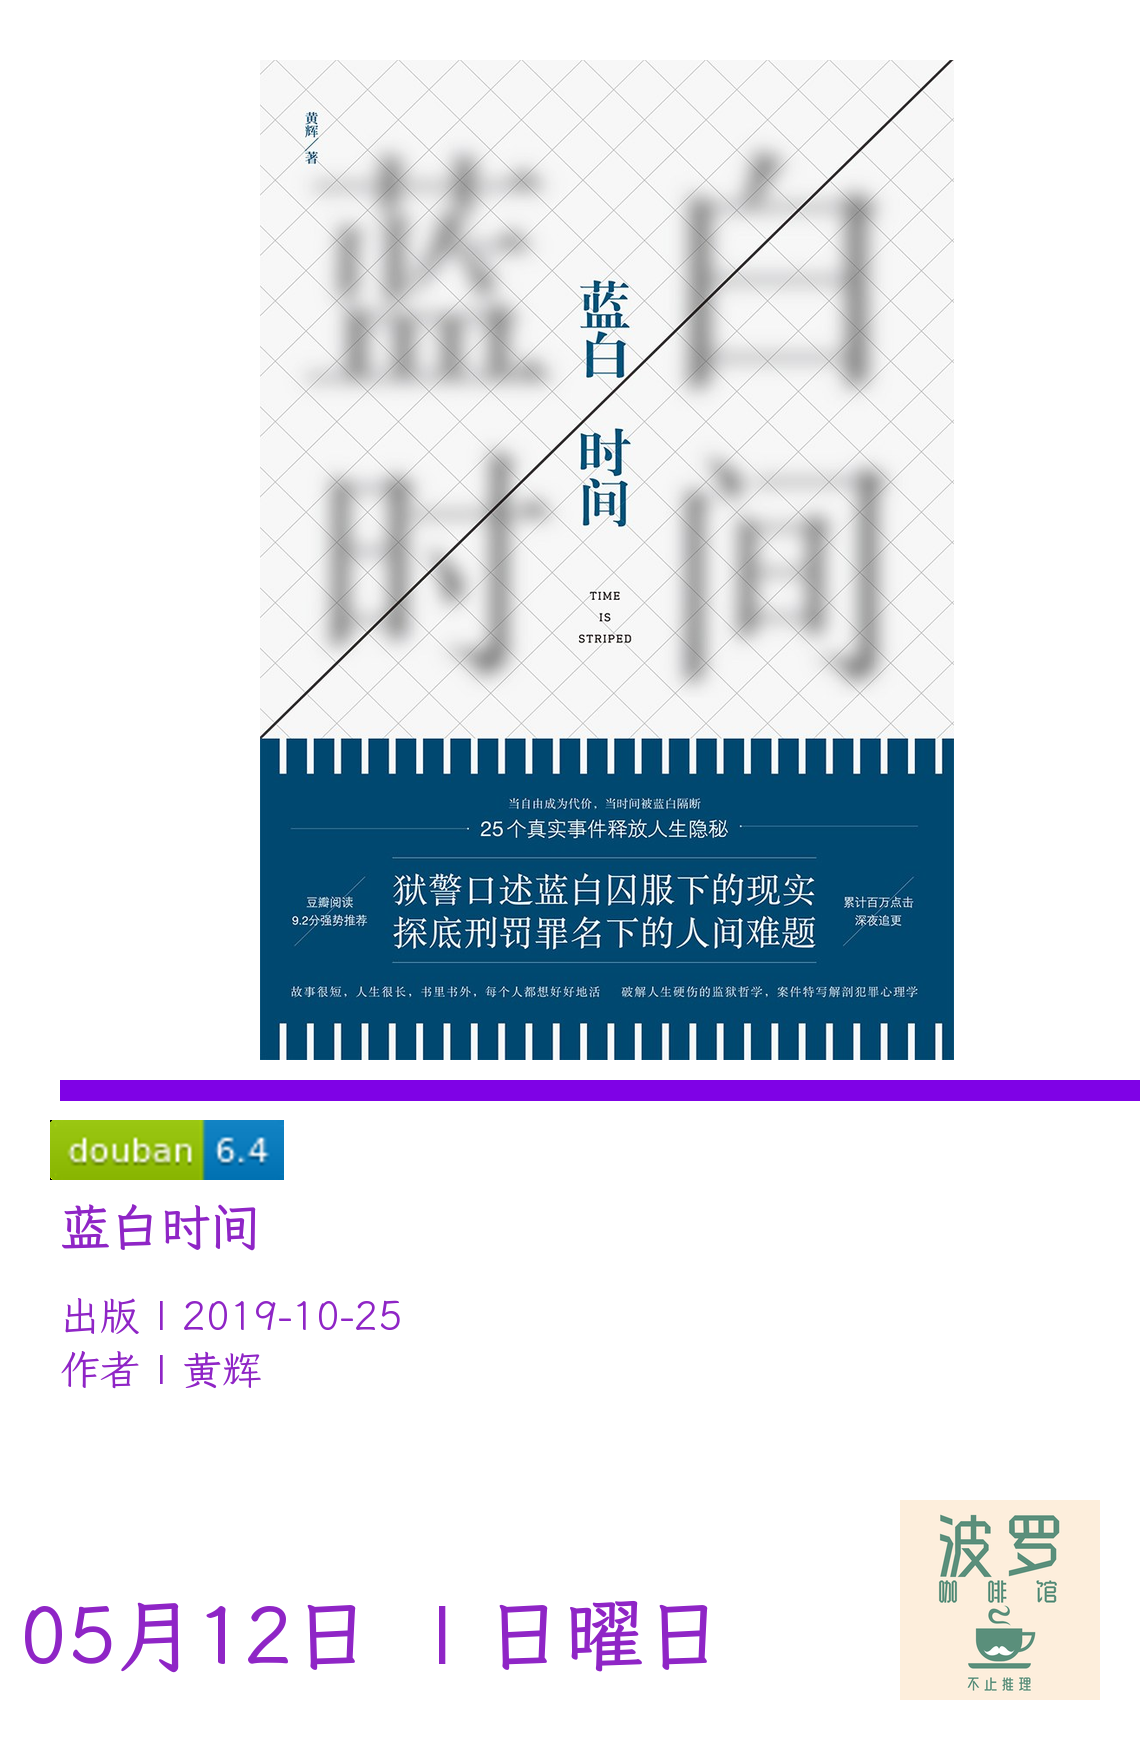 黄辉／著
蓝白
时间
蓝白
时间
TIME
IS
STRIPED
当自由成为代价，当时间被蓝白隔断
25个真实事件释放人生隐秘
狱警口述蓝白囚服下的现实
探底刑罚罪名下的人间难题
豆瓣阅读
9.2分强势推荐
累计百万点击
深夜追更
故事很短，人生很长，书里书外，每个人都想好好地活 破解人生硬伤的监狱哲学，案件特写解剖犯罪心理学
douban 6.4
蓝白时间
出版 | 2019-10-25
作者 | 黄辉
05月12日 | 日曜日
波罗
咖啡馆
不止推理